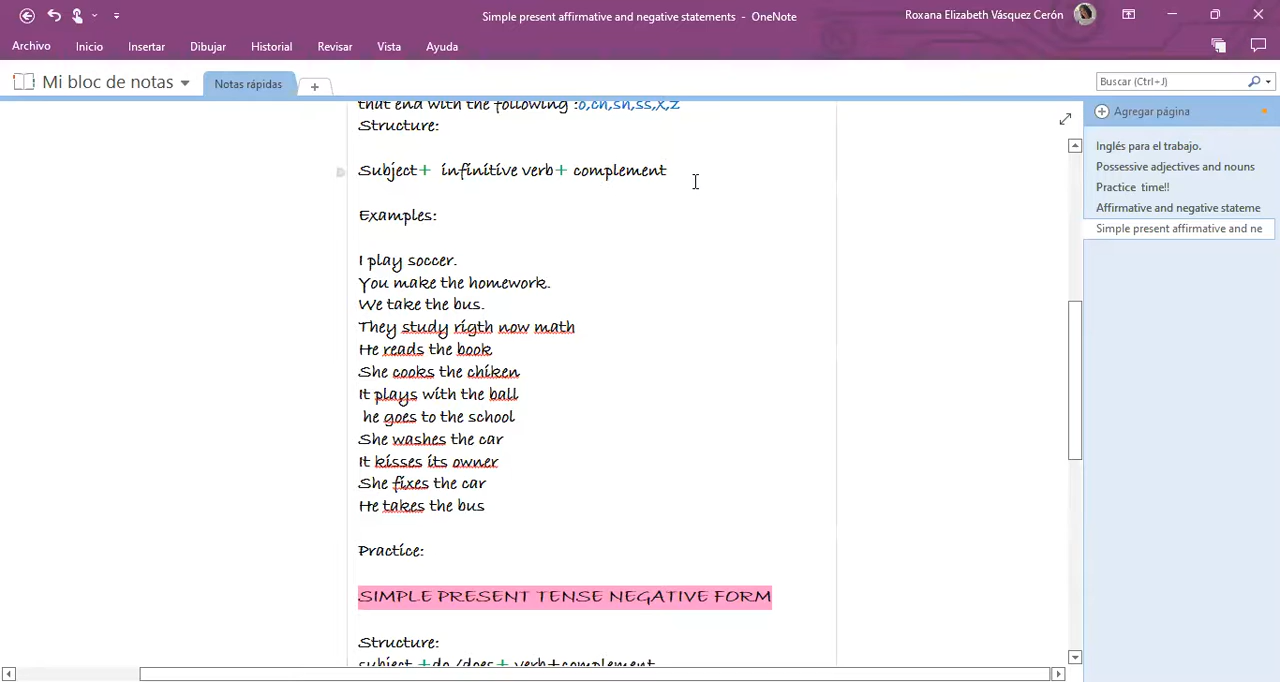 Simple present affirmative and negative statements - OneNote
Roxana Elizabeth Vásquez Cerón
Archivo Inicio Insertar Dibujar Historial Revisar Vista Ayuda
Mi bloc de notas
Notas rápidas
+
Buscar (Ctrl+J)
Agregar página
Inglés para el trabajo.
Possessive adjectives and nouns
Practice time!!
Affirmative and negative stateme
Simple present affirmative and ne
that end with the following :o,ch,sh,ss,x,z
Structure:
Subject+ infinitive verb+ complement
Examples:
I play soccer.
You make the homework.
We take the bus.
They study rigth now math
He reads the book
She cooks the chiken
It plays with the ball
he goes to the school
She washes the car
It kisses its owner
She fixes the car
He takes the bus
Practice:
SIMPLE PRESENT TENSE NEGATIVE FORM
Structure:
subject +do /does+ verb+complement